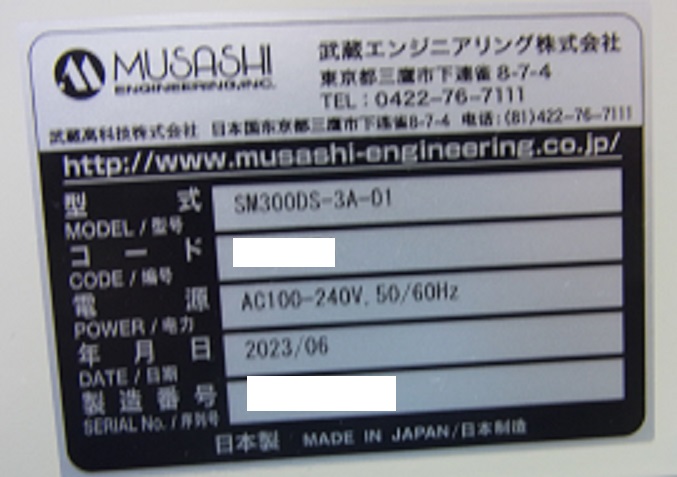 MUSASHI
ENGINEERING, INC.
武蔵エンジニアリング株式会社
東京都三鷹市下連雀 8-7-4
TEL : 0422-76-7111
武蔵高科技株式会社 日本国东京都三鷹市下连雀8-7-4 电话:(81)422-76-7111
http://www.musashi-engineering.co.jp/
型式 SM300DS-3A-01
MODEL / 型号
コード
CODE / 编号
電源 AC100-240V, 50/60Hz
POWER / 电力
年月日 2023/06
DATE / 日期
製造番号
SERIAL No. / 序列号
日本製 MADE IN JAPAN/日本制造